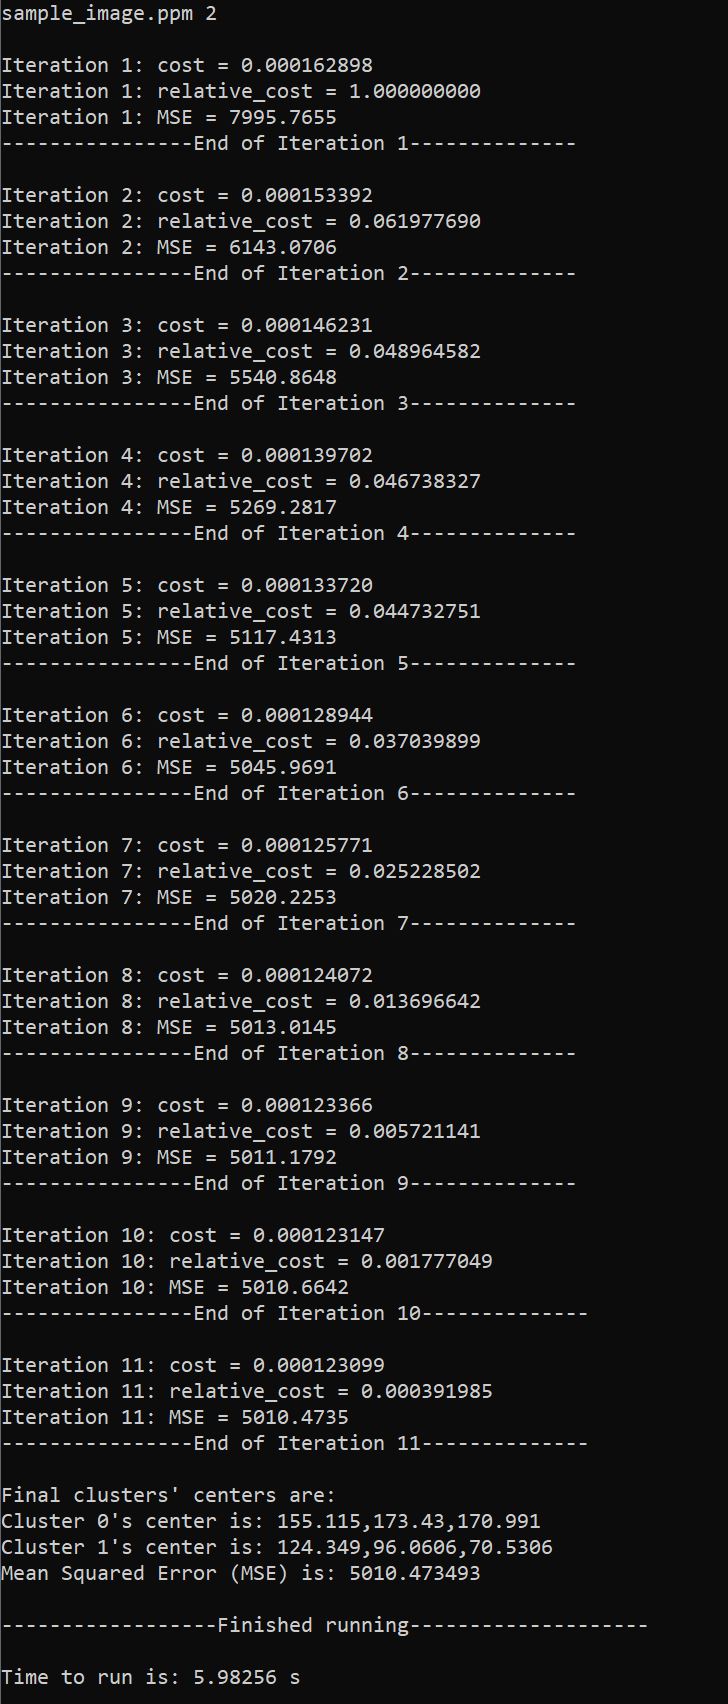 sample_image.ppm 2
Iteration 1: cost = 0.000162898
Iteration 1: relative_cost = 1.000000000
Iteration 1: MSE = 7995.7655
----------------End of Iteration 1--------------
Iteration 2: cost = 0.000153392
Iteration 2: relative_cost = 0.061977690
Iteration 2: MSE = 6143.0706
----------------End of Iteration 2--------------
Iteration 3: cost = 0.000146231
Iteration 3: relative_cost = 0.048964582
Iteration 3: MSE = 5540.8648
----------------End of Iteration 3--------------
Iteration 4: cost = 0.000139702
Iteration 4: relative_cost = 0.046738327
Iteration 4: MSE = 5269.2817
----------------End of Iteration 4--------------
Iteration 5: cost = 0.000133720
Iteration 5: relative_cost = 0.044732751
Iteration 5: MSE = 5117.4313
----------------End of Iteration 5--------------
Iteration 6: cost = 0.000128944
Iteration 6: relative_cost = 0.037039899
Iteration 6: MSE = 5045.9691
----------------End of Iteration 6--------------
Iteration 7: cost = 0.000125771
Iteration 7: relative_cost = 0.025228502
Iteration 7: MSE = 5020.2253
----------------End of Iteration 7--------------
Iteration 8: cost = 0.000124072
Iteration 8: relative_cost = 0.013696642
Iteration 8: MSE = 5013.0145
----------------End of Iteration 8--------------
Iteration 9: cost = 0.000123366
Iteration 9: relative_cost = 0.005721141
Iteration 9: MSE = 5011.1792
----------------End of Iteration 9--------------
Iteration 10: cost = 0.000123147
Iteration 10: relative_cost = 0.001777049
Iteration 10: MSE = 5010.6642
----------------End of Iteration 10--------------
Iteration 11: cost = 0.000123099
Iteration 11: relative_cost = 0.000391985
Iteration 11: MSE = 5010.4735
----------------End of Iteration 11--------------
Final clusters' centers are:
Cluster 0's center is: 155.115,173.43,170.991
Cluster 1's center is: 124.349,96.0606,70.5306
Mean Squared Error (MSE) is: 5010.473493
------------------Finished running--------------------
Time to run is: 5.98256 s